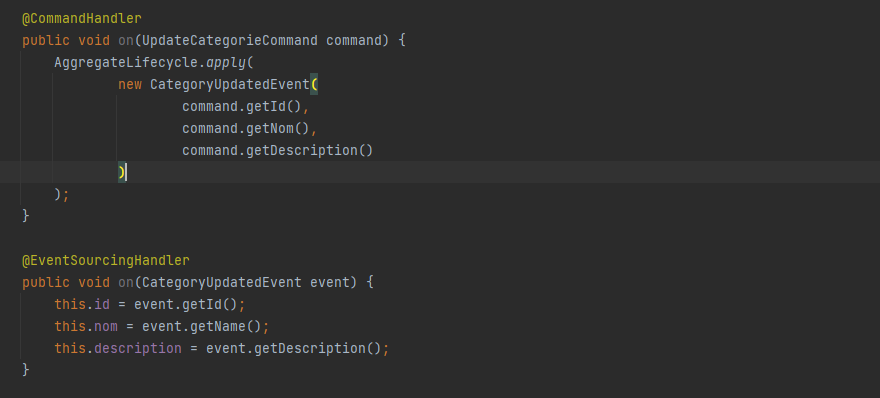 @CommandHandler
public void on(UpdateCategorieCommand command) {
AggregateLifecycle.apply(
new CategoryUpdatedEvent(
command.getId(),
command.getNom(),
command.getDescription()
)
);
}
@EventSourcingHandler
public void on(CategoryUpdatedEvent event) {
this.id = event.getId();
this.nom = event.getName();
this.description = event.getDescription();
}